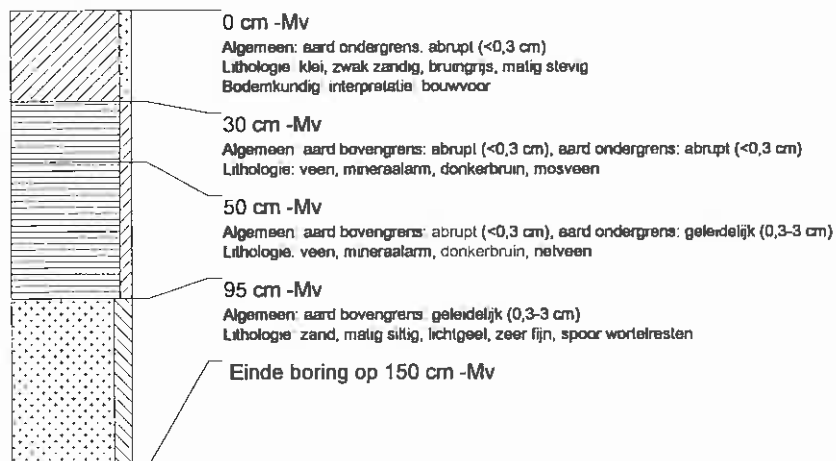 0 cm -Mv
Algemeen: aard ondergrens. abrupt (<0,3 cm)
Lithologie klei, zwak zandig, bruingrijs, matig stevig
Bodemkundig interpretatie bouwvoor
30 cm -Mv
Algemeen aard bovengrens: abrupt (<0,3 cm), aard ondergrens: abrupt (<0,3 cm)
Lithologie: veen, mineraalarm, donkerbruin, mosveen
50 cm -Mv
Algemeen aard bovengrens: abrupt (<0,3 cm), aard ondergrens: geleidelijk (0,3-3 cm)
Lithologie. veen, mineraalarm, donkerbruin, rietveen
95 cm -Mv
Algemeen: aard bovengrens geleidelijk (0,3-3 cm)
Lithologie zand, matig siltig, lichtgeel, zeer fijn, spoor wortelresten
Einde boring op 150 cm -Mv